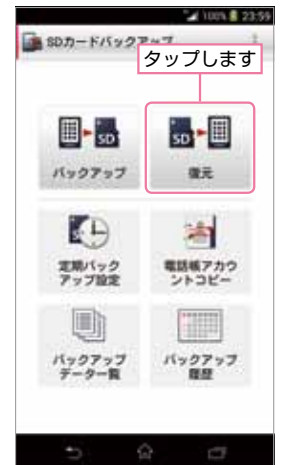 100% 23:59
SDカードバックアップ
タップします
SD
SD
バックアップ
復元
定期バック
アップ設定
電話帳アカウ
ントコピー
バックアップ
データ一覧
バックアップ
履歴